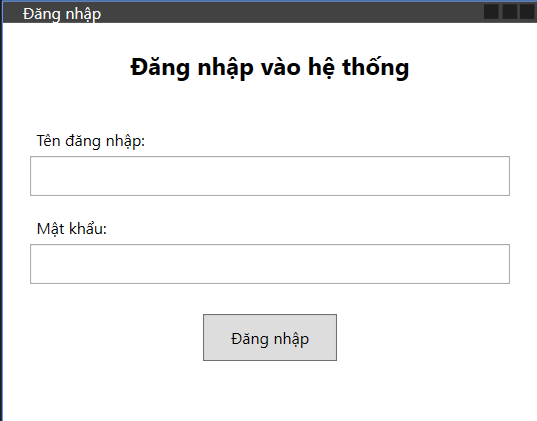 Đăng nhập
Đăng nhập vào hệ thống
Tên đăng nhập:
Mật khẩu:
Đăng nhập